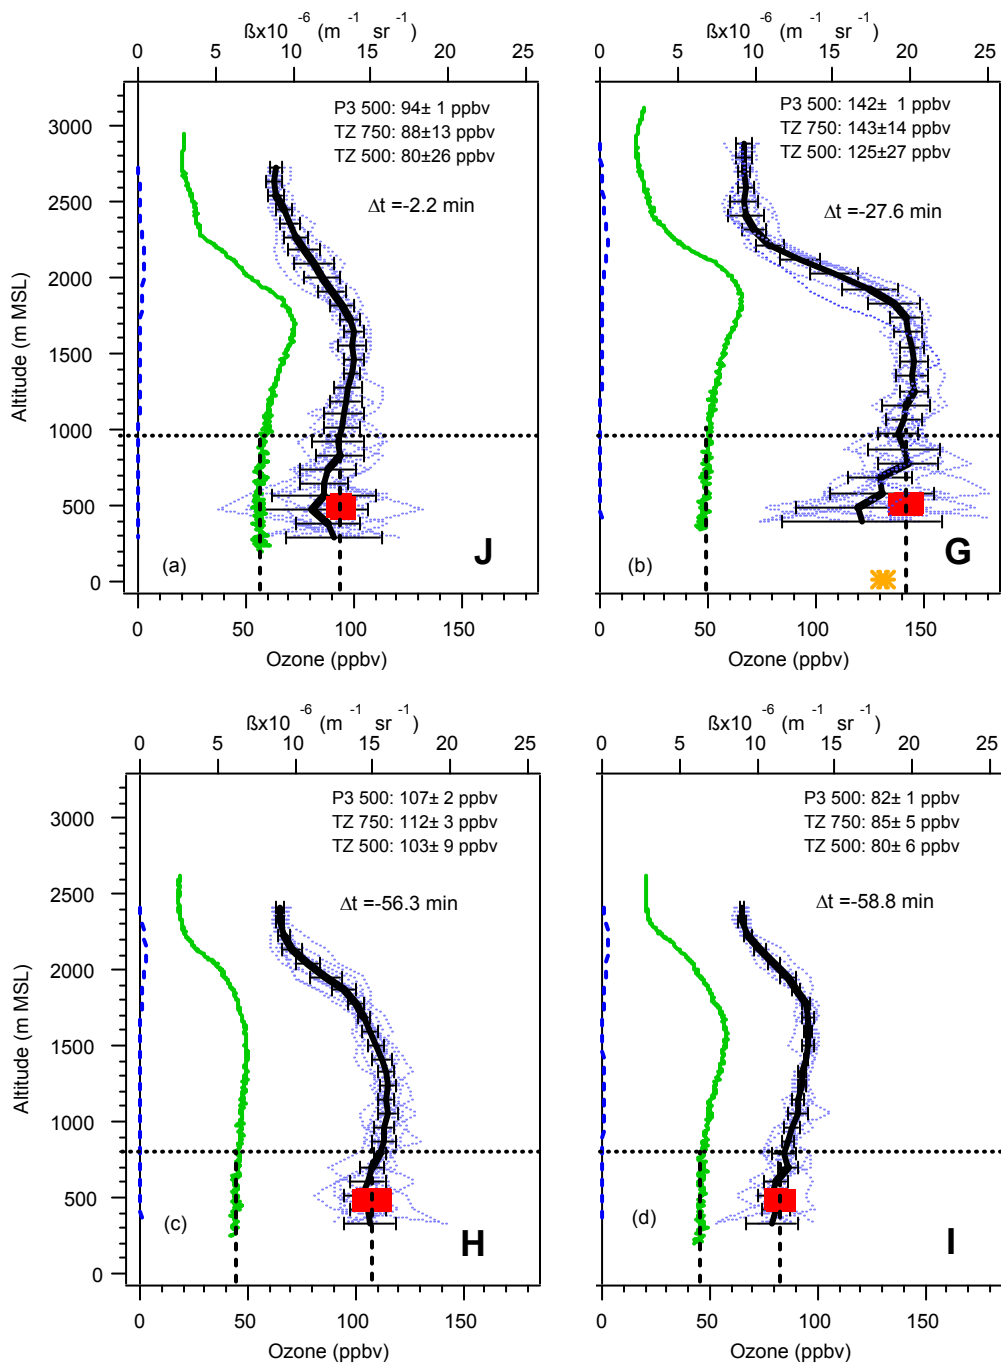 ßx10 -6 (m -1 sr -1)
0 5 10 15 20 25
3000
2500
2000
1500
1000
500
0
Altitude (m MSL)
P3 500: 94± 1 ppbv
TZ 750: 88±13 ppbv
TZ 500: 80±26 ppbv
Δt =-2.2 min
(a)
J
0 50 100 150
Ozone (ppbv)
ßx10 -6 (m -1 sr -1)
0 5 10 15 20 25
P3 500: 142± 1 ppbv
TZ 750: 143±14 ppbv
TZ 500: 125±27 ppbv
Δt =-27.6 min
(b)
G
0 50 100 150
Ozone (ppbv)
ßx10 -6 (m -1 sr -1)
0 5 10 15 20 25
3000
2500
2000
1500
1000
500
0
Altitude (m MSL)
P3 500: 107± 2 ppbv
TZ 750: 112± 3 ppbv
TZ 500: 103± 9 ppbv
Δt =-56.3 min
(c)
H
0 50 100 150
Ozone (ppbv)
ßx10 -6 (m -1 sr -1)
0 5 10 15 20 25
P3 500: 82± 1 ppbv
TZ 750: 85± 5 ppbv
TZ 500: 80± 6 ppbv
Δt =-58.8 min
(d)
I
0 50 100 150
Ozone (ppbv)